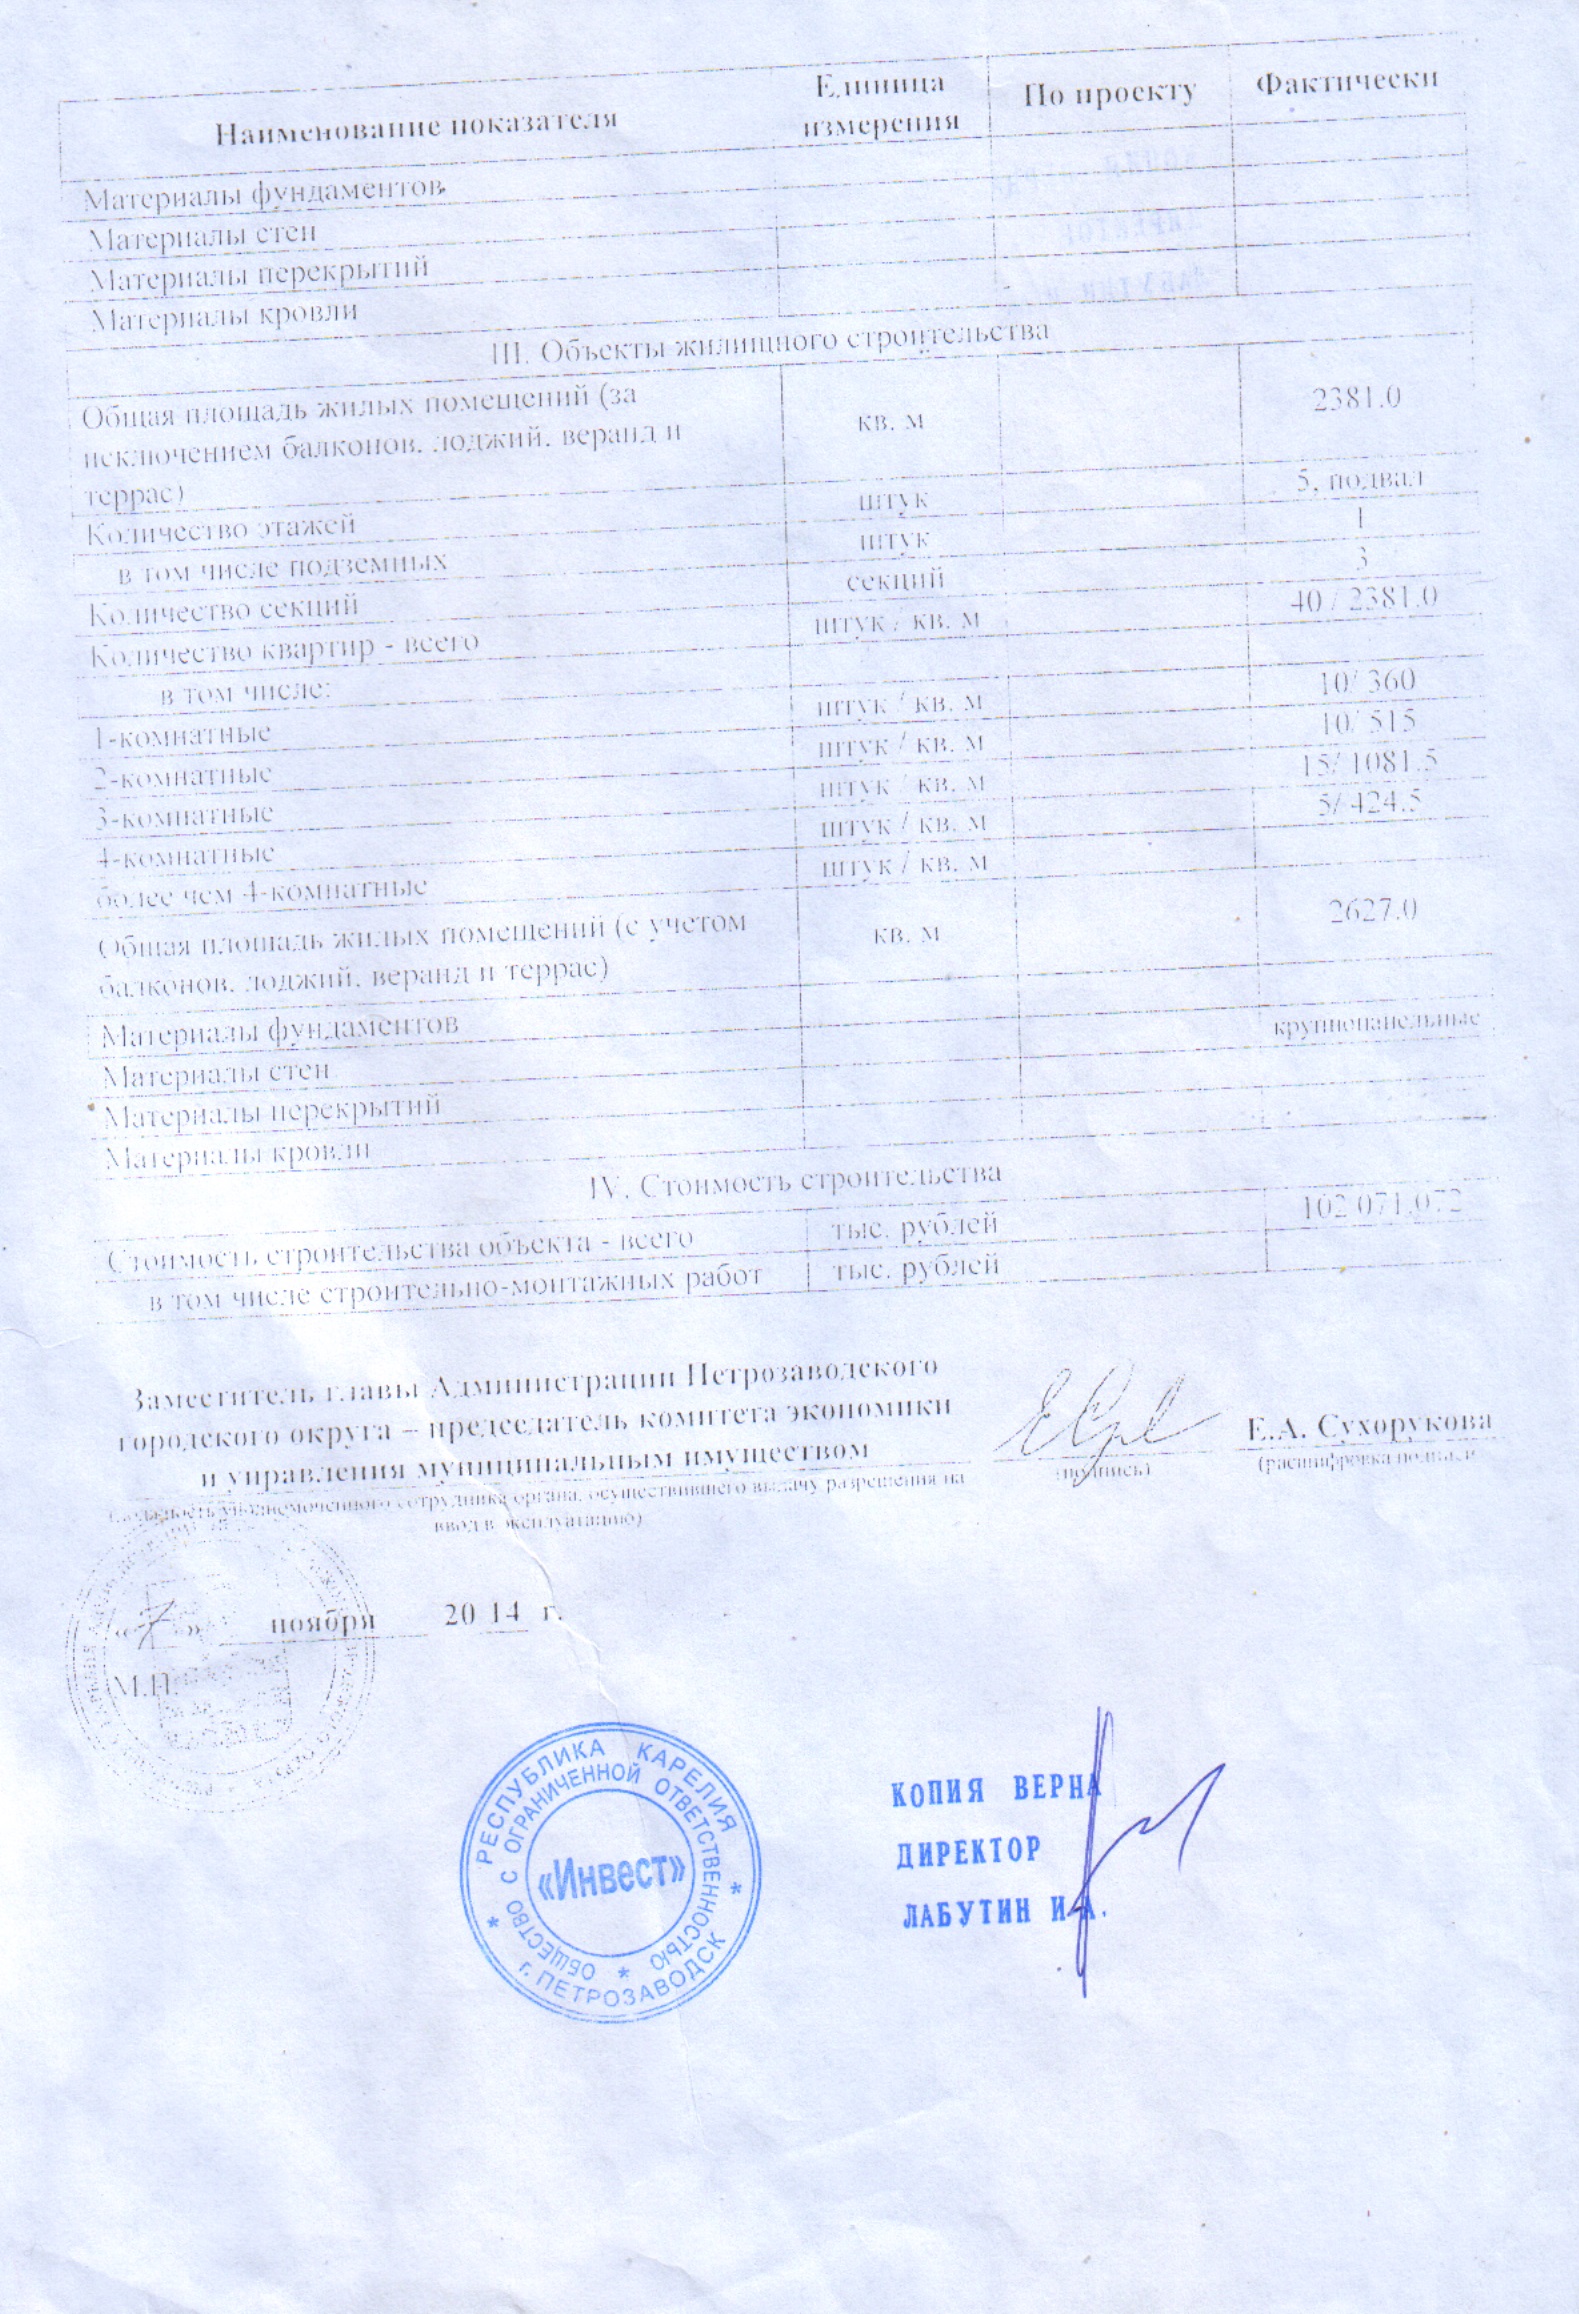 Наименование показателя Единица измерения По проекту Фактически
Материалы фундаментов
Материалы стен
Материалы перекрытий
Материалы кровли
III. Объекты жилищного строительства
Общая площадь жилых помещений (за
исключением балконов, лоджий, веранд и
террас) кв. м 2381.0
Количество этажей штук 5, подвал
в том числе подземных штук 1
Количество секций секций 3
Количество квартир - всего штук / кв. м 40 / 2381.0
в том числе:
1-комнатные штук / кв. м 10/ 360
2-комнатные штук / кв. м 10/ 515
3-комнатные штук / кв. м 15/ 1081.5
4-комнатные штук / кв. м 5/ 424.5
более чем 4-комнатные штук / кв. м
Общая площадь жилых помещений (с учетом
балконов, лоджий, веранд и террас) кв. м 2627.0
Материалы фундаментов
Материалы стен крупнопанельные
Материалы перекрытий
Материалы кровли
IV. Стоимость строительства
Стоимость строительства объекта - всего тыс. рублей 102 071,072
в том числе строительно-монтажных работ тыс. рублей
Заместитель главы Администрации Петрозаводского
городского округа – председатель комитета экономики
и управления муниципальным имуществом Е.А. Сухорукова
(должность уполномоченного сотрудника органа, осуществившего выдачу разрешения на
ввод в эксплуатацию) (подпись) (расшифровка подписи)
«7» ноября 20 14 г.
М.П.
РЕСПУБЛИКА КАРЕЛИЯ
* г. ПЕТРОЗАВОДСК *
ОБЩЕСТВО С ОГРАНИЧЕННОЙ ОТВЕТСТВЕННОСТЬЮ *
«Инвест»
КОПИЯ ВЕРНА
ДИРЕКТОР
ЛАБУТИН И.А.